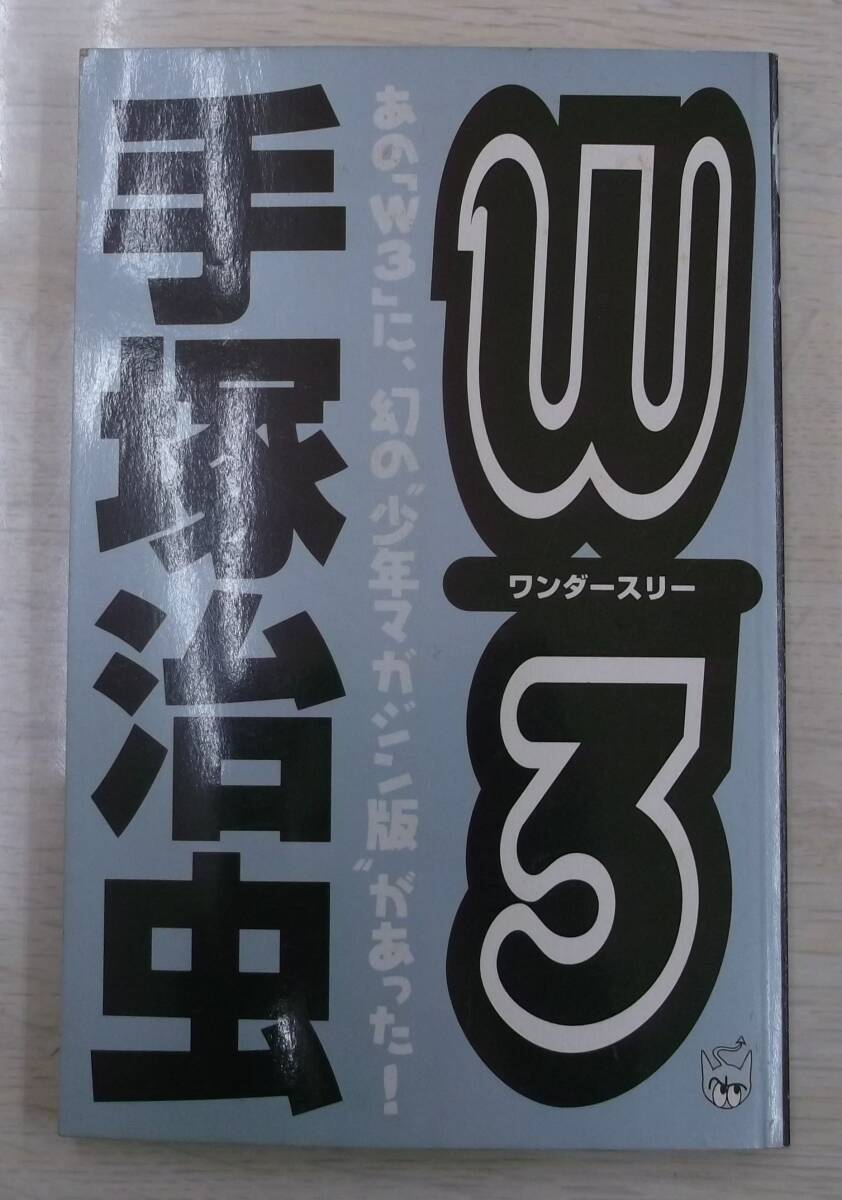 W3
ワンダースリー
あの「W3」に、幻の“少年マガジン版”があった!
手塚治虫